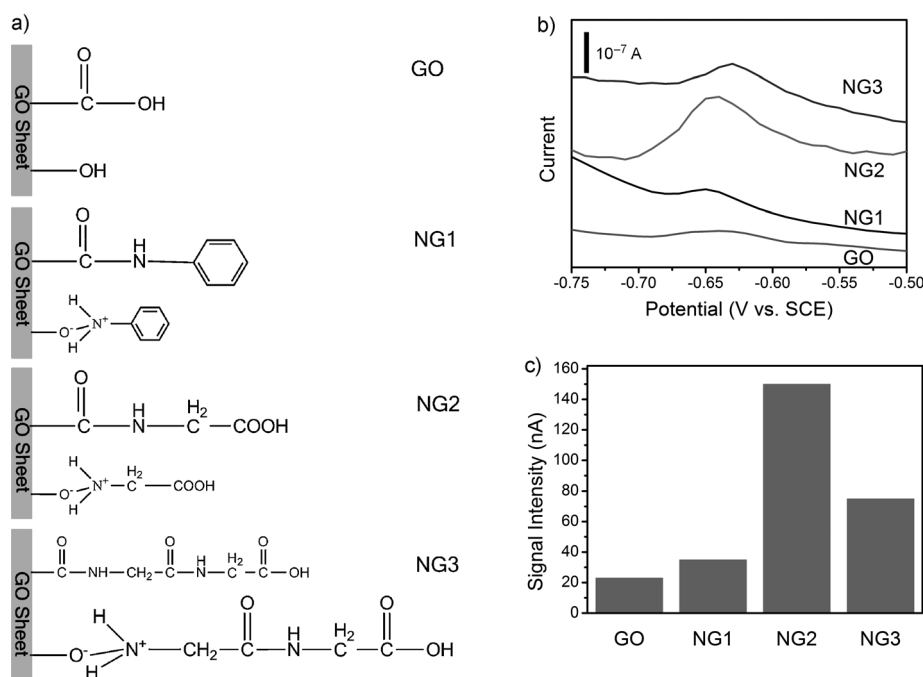 a)
GO Sheet
O
C
OH
OH
GO
GO Sheet
O
H
C
N
NG1
H
O⁻
N⁺
H
GO Sheet
O
H
H₂
C
N
C
COOH
NG2
H
H₂
O⁻
N⁺
C
COOH
H
GO Sheet
O
O
H₂
O
C
NH
CH₂
C
H
N
C
C
OH
NG3
H
O
H₂
O
O⁻
N⁺
CH₂
C
H
N
C
C
OH
H
b)
10⁻⁷ A
NG3
NG2
NG1
GO
Current
-0.75 -0.70 -0.65 -0.60 -0.55 -0.50
Potential (V vs. SCE)
c)
Signal Intensity (nA)
160
140
120
100
80
60
40
20
0
GO NG1 NG2 NG3